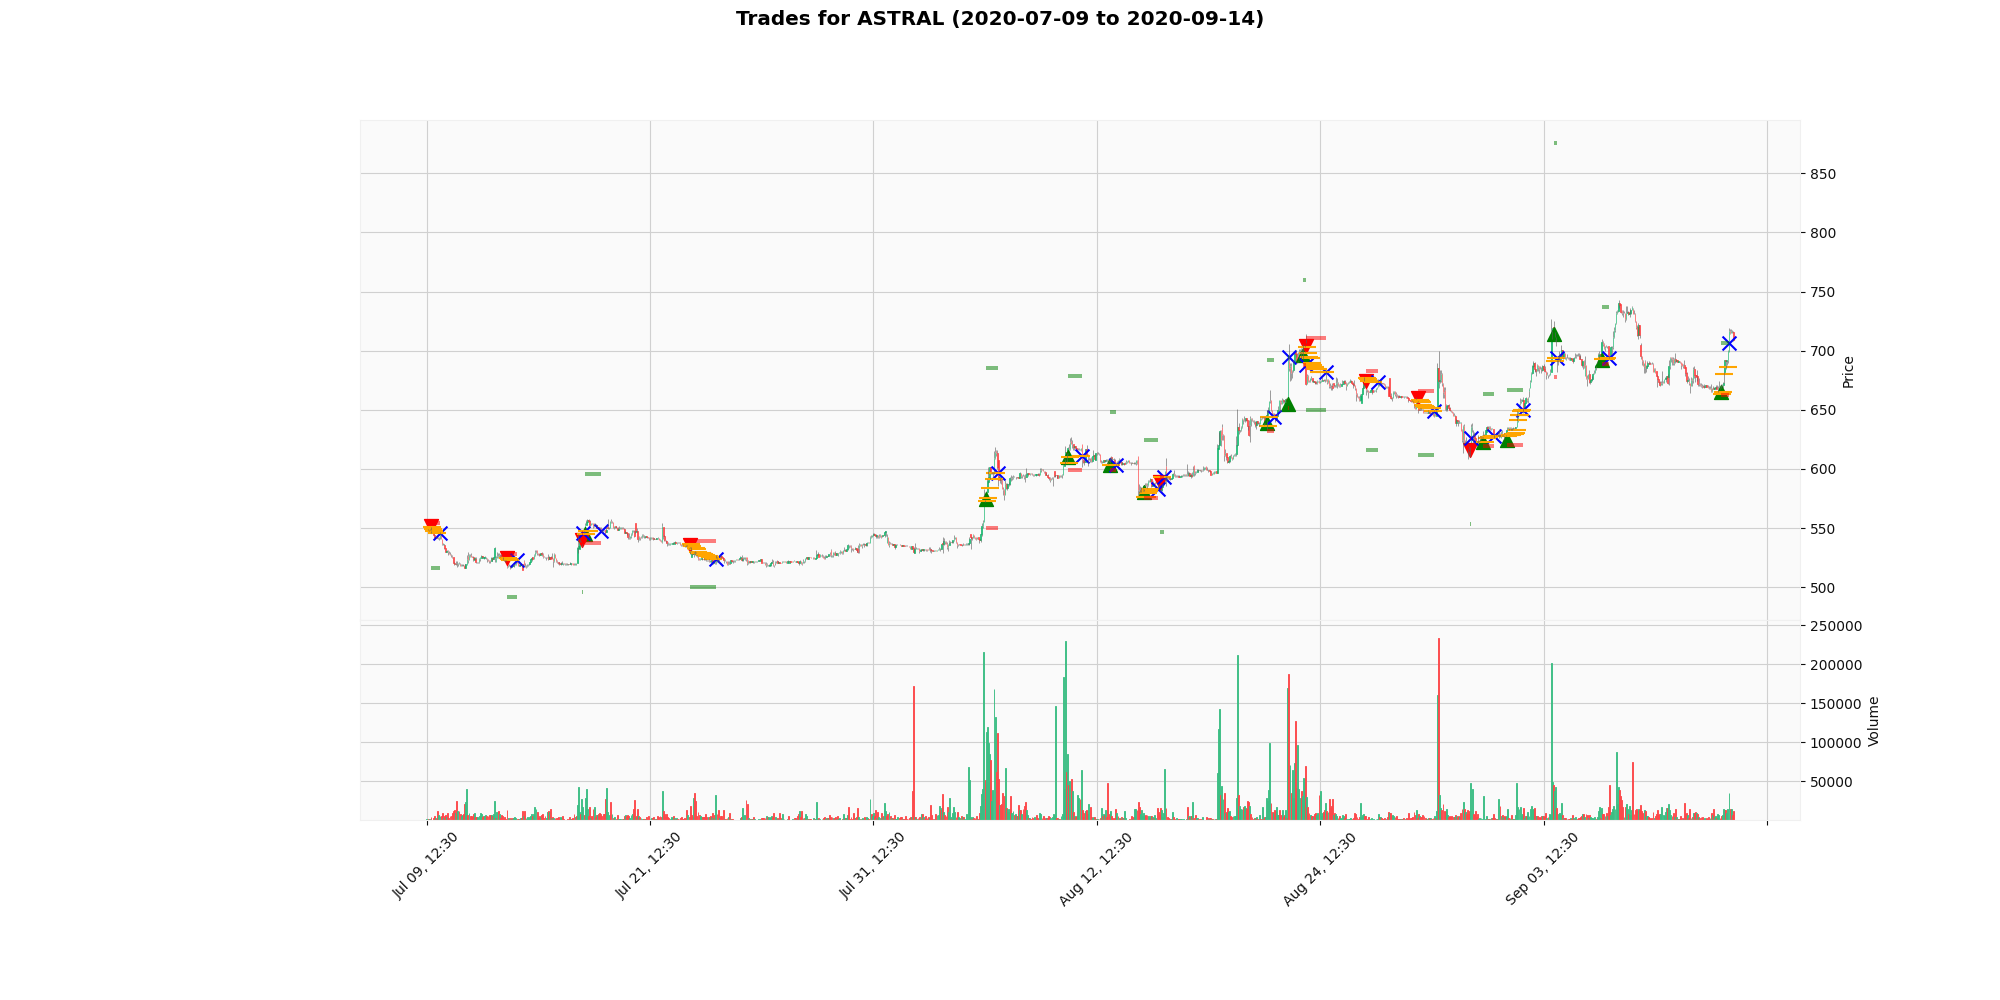 Trades for ASTRAL (2020-07-09 to 2020-09-14)
850
800
750
700
650
600
550
500
Price
250000
200000
150000
100000
50000
Volume
Jul 09, 12:30
Jul 21, 12:30
Jul 31, 12:30
Aug 12, 12:30
Aug 24, 12:30
Sep 03, 12:30